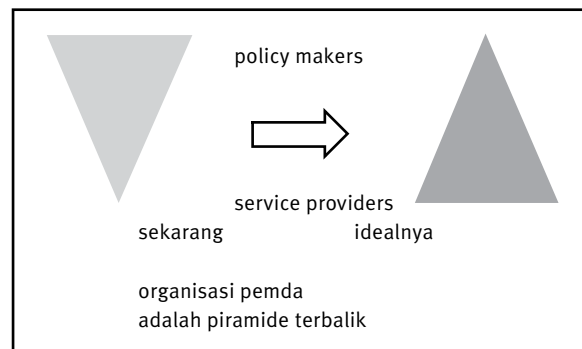 policy makers
service providers
sekarang idealnya
organisasi pemda
adalah piramide terbalik